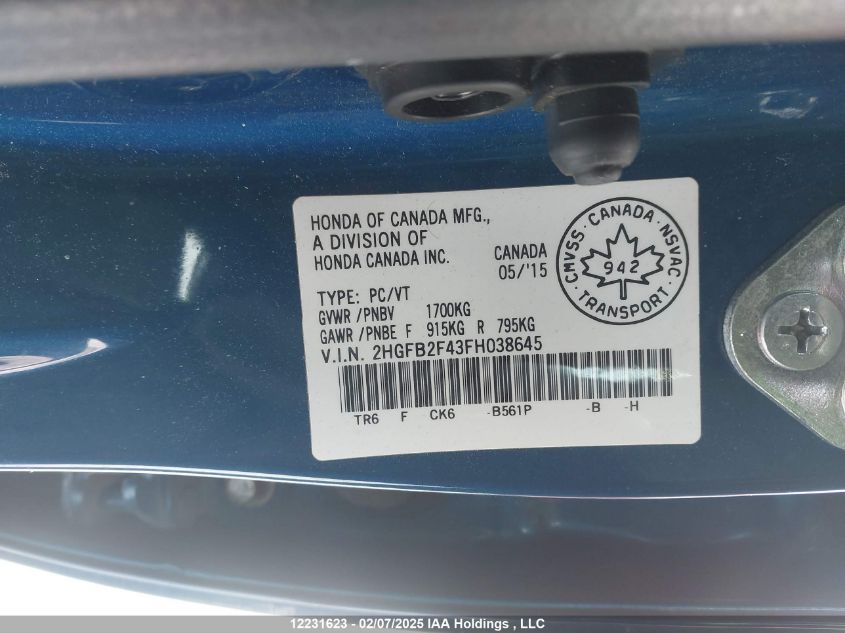 HONDA OF CANADA MFG.,
A DIVISION OF
HONDA CANADA INC.
CANADA
05/'15
TYPE: PC/VT
GVWR /PNBV 1700KG
GAWR /PNBE F 915KG R 795KG
V.I.N. 2HGFB2F43FH038645
TR6 F CK6 -B561P -B -H
CMVSS · CANADA · NSVAC
942
· TRANSPORT ·
12231623 - 02/07/2025 IAA Holdings , LLC